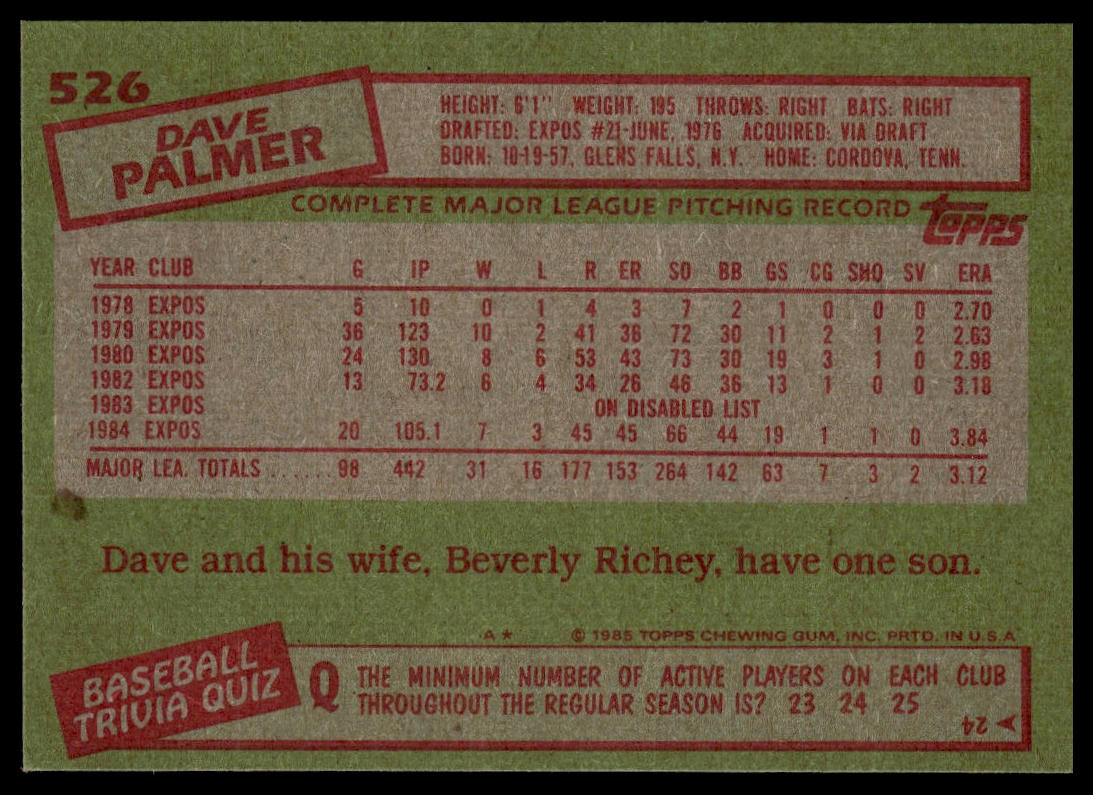 526
DAVE
PALMER
HEIGHT: 6'1" WEIGHT: 195 THROWS: RIGHT BATS: RIGHT
DRAFTED: EXPOS #21-JUNE, 1976 ACQUIRED: VIA DRAFT
BORN: 10-19-57, GLENS FALLS, N.Y. HOME: CORDOVA, TENN.
COMPLETE MAJOR LEAGUE PITCHING RECORD
TOPPS
YEAR CLUB G IP W L R ER SO BB GS CG SHO SV ERA
1978 EXPOS 5 10 0 1 4 3 7 2 1 0 0 0 2.70
1979 EXPOS 36 123 10 2 41 36 72 30 11 2 1 2 2.63
1980 EXPOS 24 130 8 6 53 43 73 30 19 3 1 0 2.98
1982 EXPOS 13 73.2 6 4 34 26 46 36 13 1 0 0 3.18
1983 EXPOS ON DISABLED LIST
1984 EXPOS 20 105.1 7 3 45 45 66 44 19 1 1 0 3.84
MAJOR LEA. TOTALS ...... 98 442 31 16 177 153 264 142 63 7 3 2 3.12
Dave and his wife, Beverly Richey, have one son.
A * © 1985 TOPPS CHEWING GUM, INC. PRTD. IN U.S.A
BASEBALL
TRIVIA QUIZ
Q THE MINIMUM NUMBER OF ACTIVE PLAYERS ON EACH CLUB
THROUGHOUT THE REGULAR SEASON IS? 23 24 25
A 24